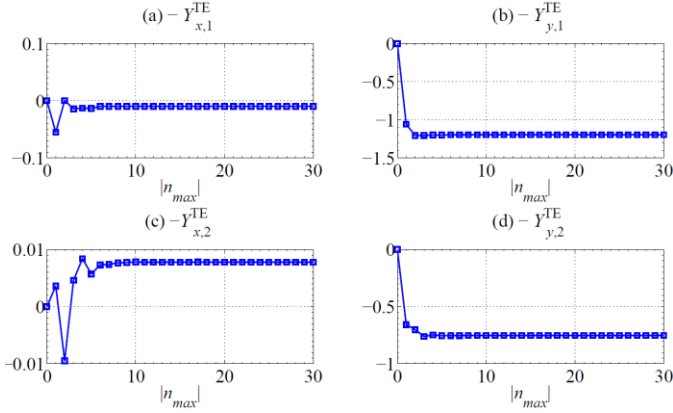 (a) − Y^TE_x,1
0.1
0
−0.1
0 10 20 30
|n_max|
(b) − Y^TE_y,1
0
−0.5
−1
−1.5
0 10 20 30
|n_max|
(c) −Y^TE_x,2
0.01
0
−0.01
0 10 20 30
|n_max|
(d) − Y^TE_y,2
0
−0.5
−1
0 10 20 30
|n_max|